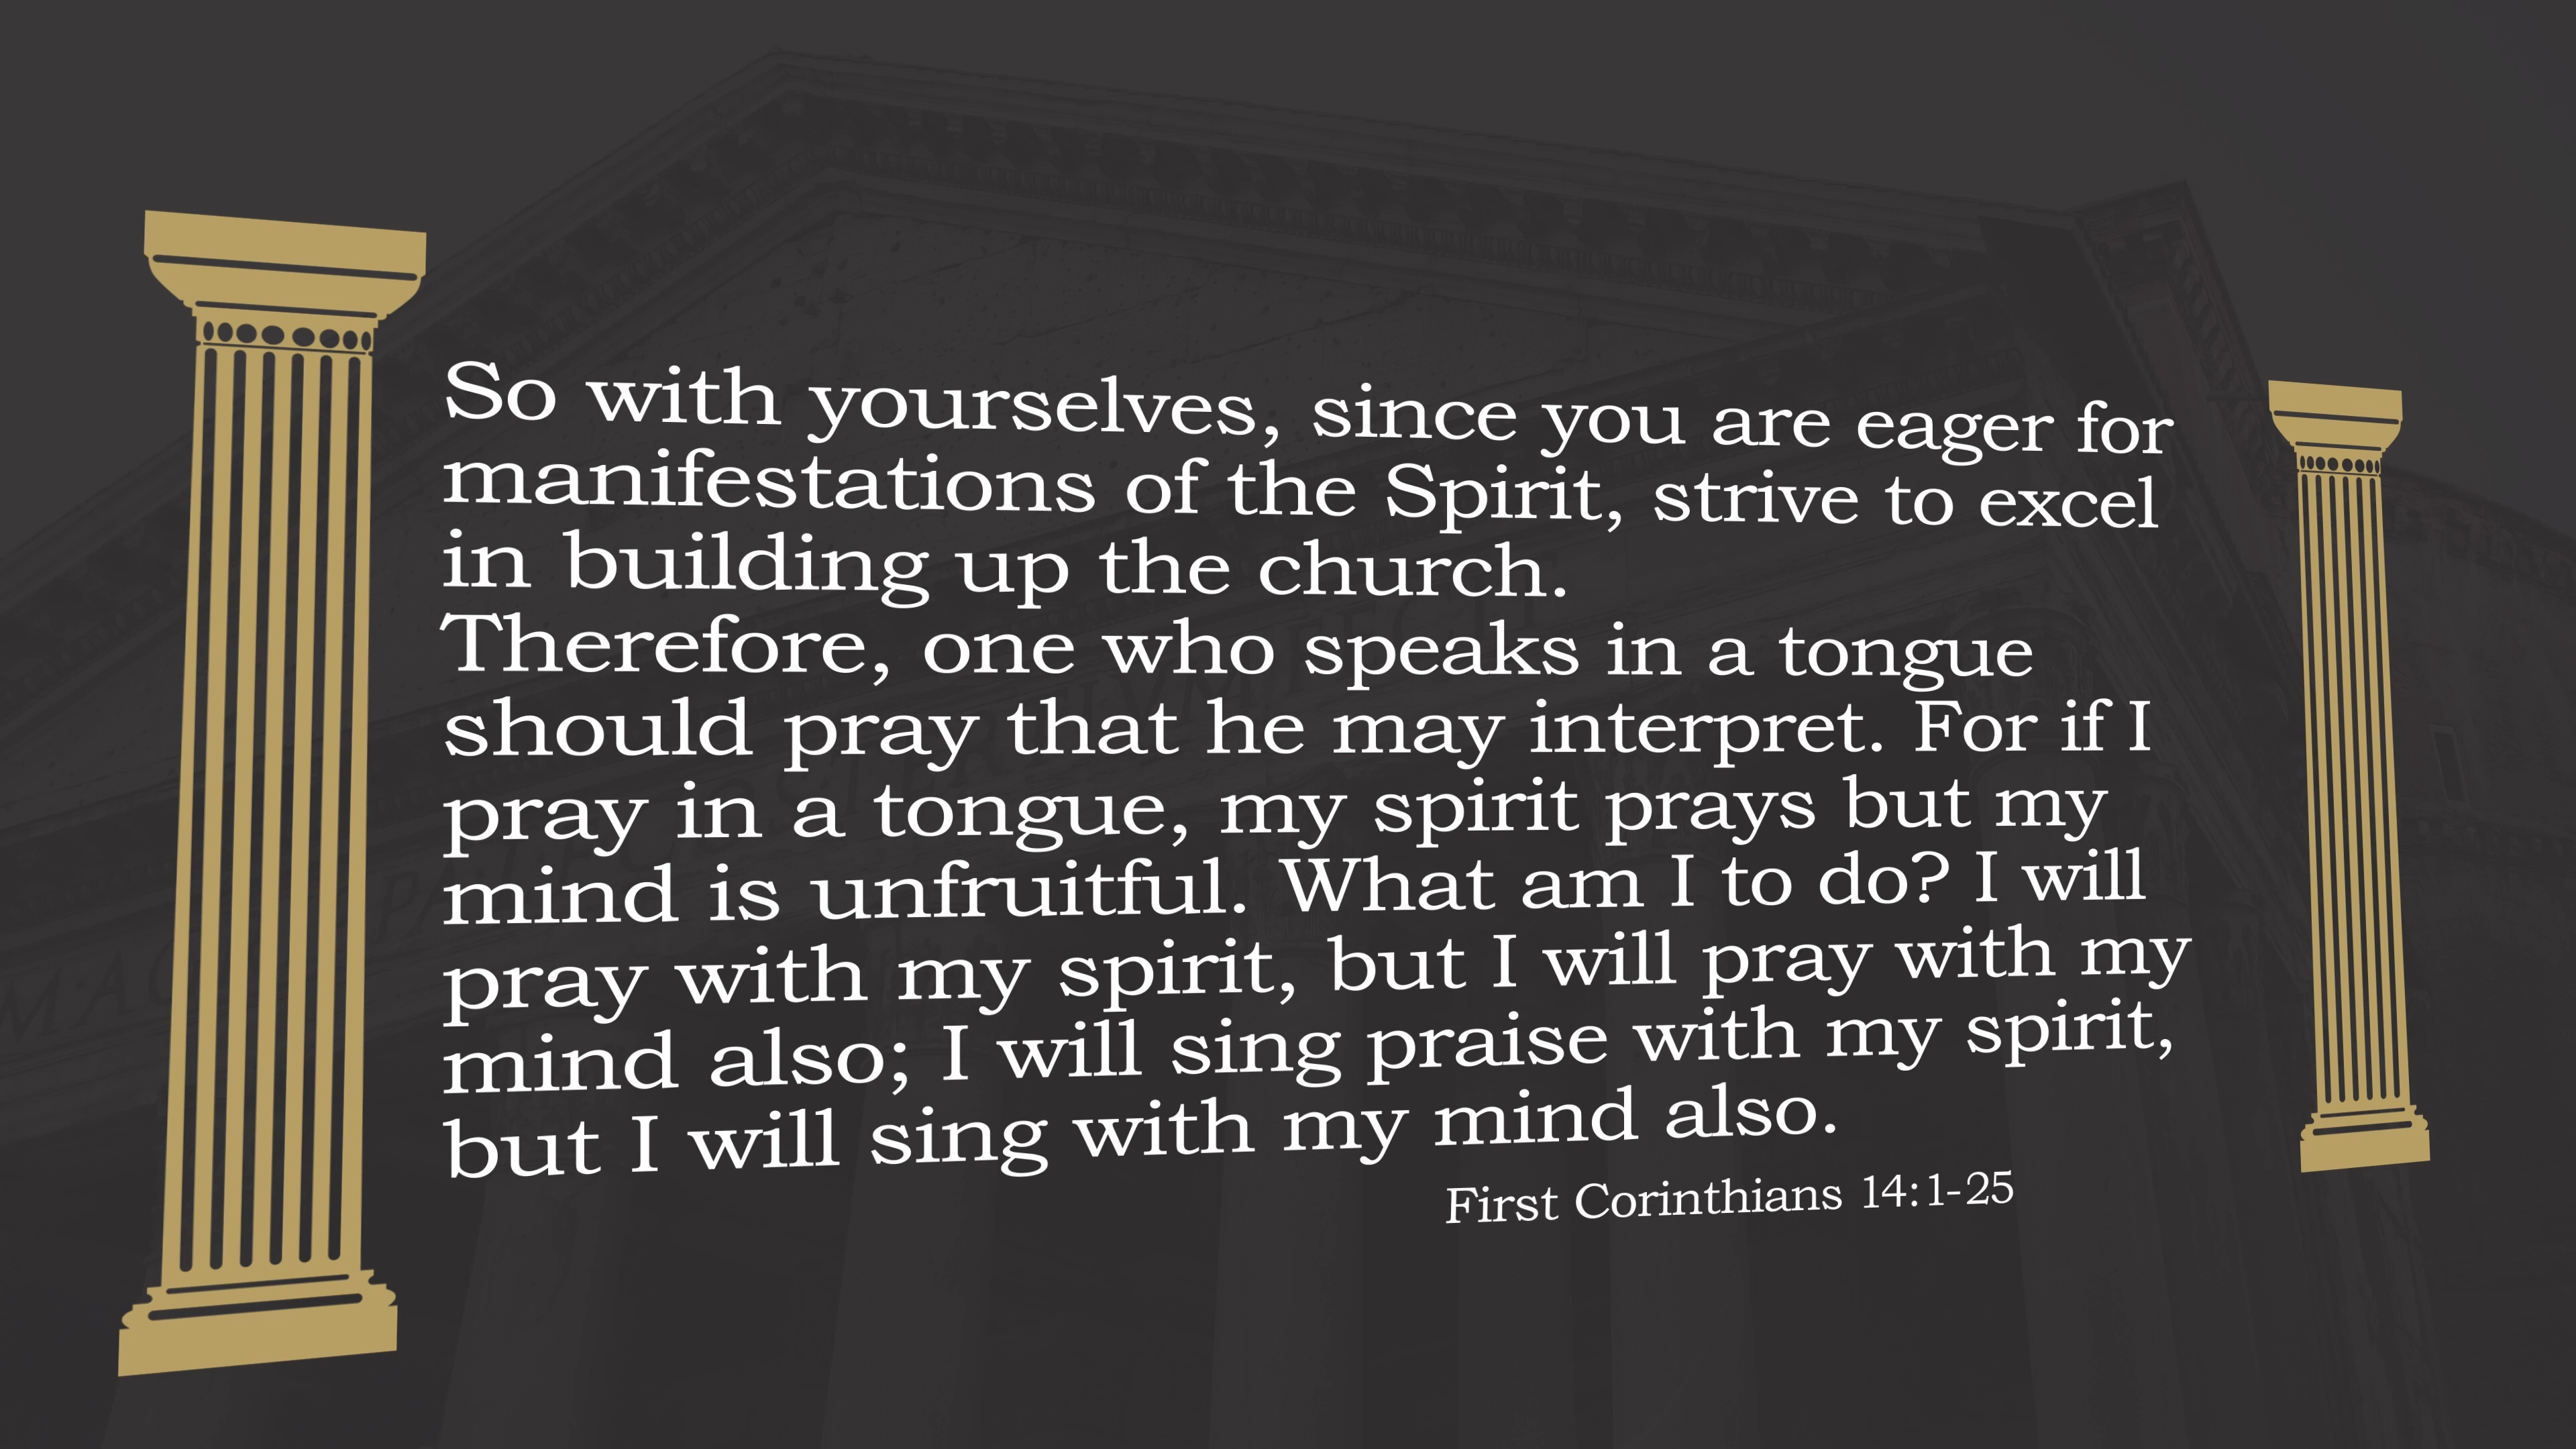 So with yourselves, since you are eager for
manifestations of the Spirit, strive to excel
in building up the church.
Therefore, one who speaks in a tongue
should pray that he may interpret. For if I
pray in a tongue, my spirit prays but my
mind is unfruitful. What am I to do? I will
pray with my spirit, but I will pray with my
mind also; I will sing praise with my spirit,
but I will sing with my mind also.
First Corinthians 14:1-25